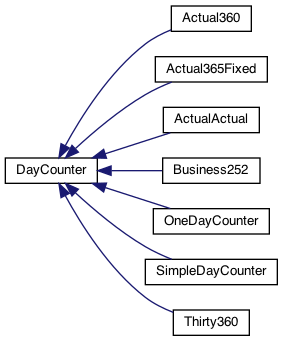 Actual360
Actual365Fixed
ActualActual
DayCounter
Business252
OneDayCounter
SimpleDayCounter
Thirty360